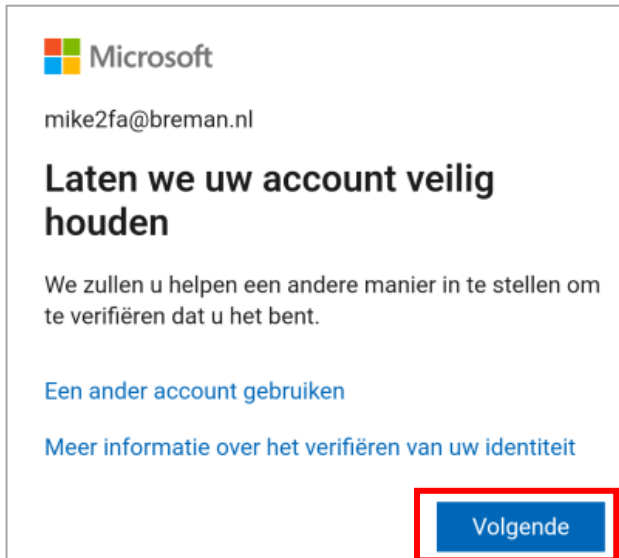 Microsoft
mike2fa@breman.nl
Laten we uw account veilig
houden
We zullen u helpen een andere manier in te stellen om
te verifiëren dat u het bent.
Een ander account gebruiken
Meer informatie over het verifiëren van uw identiteit
Volgende